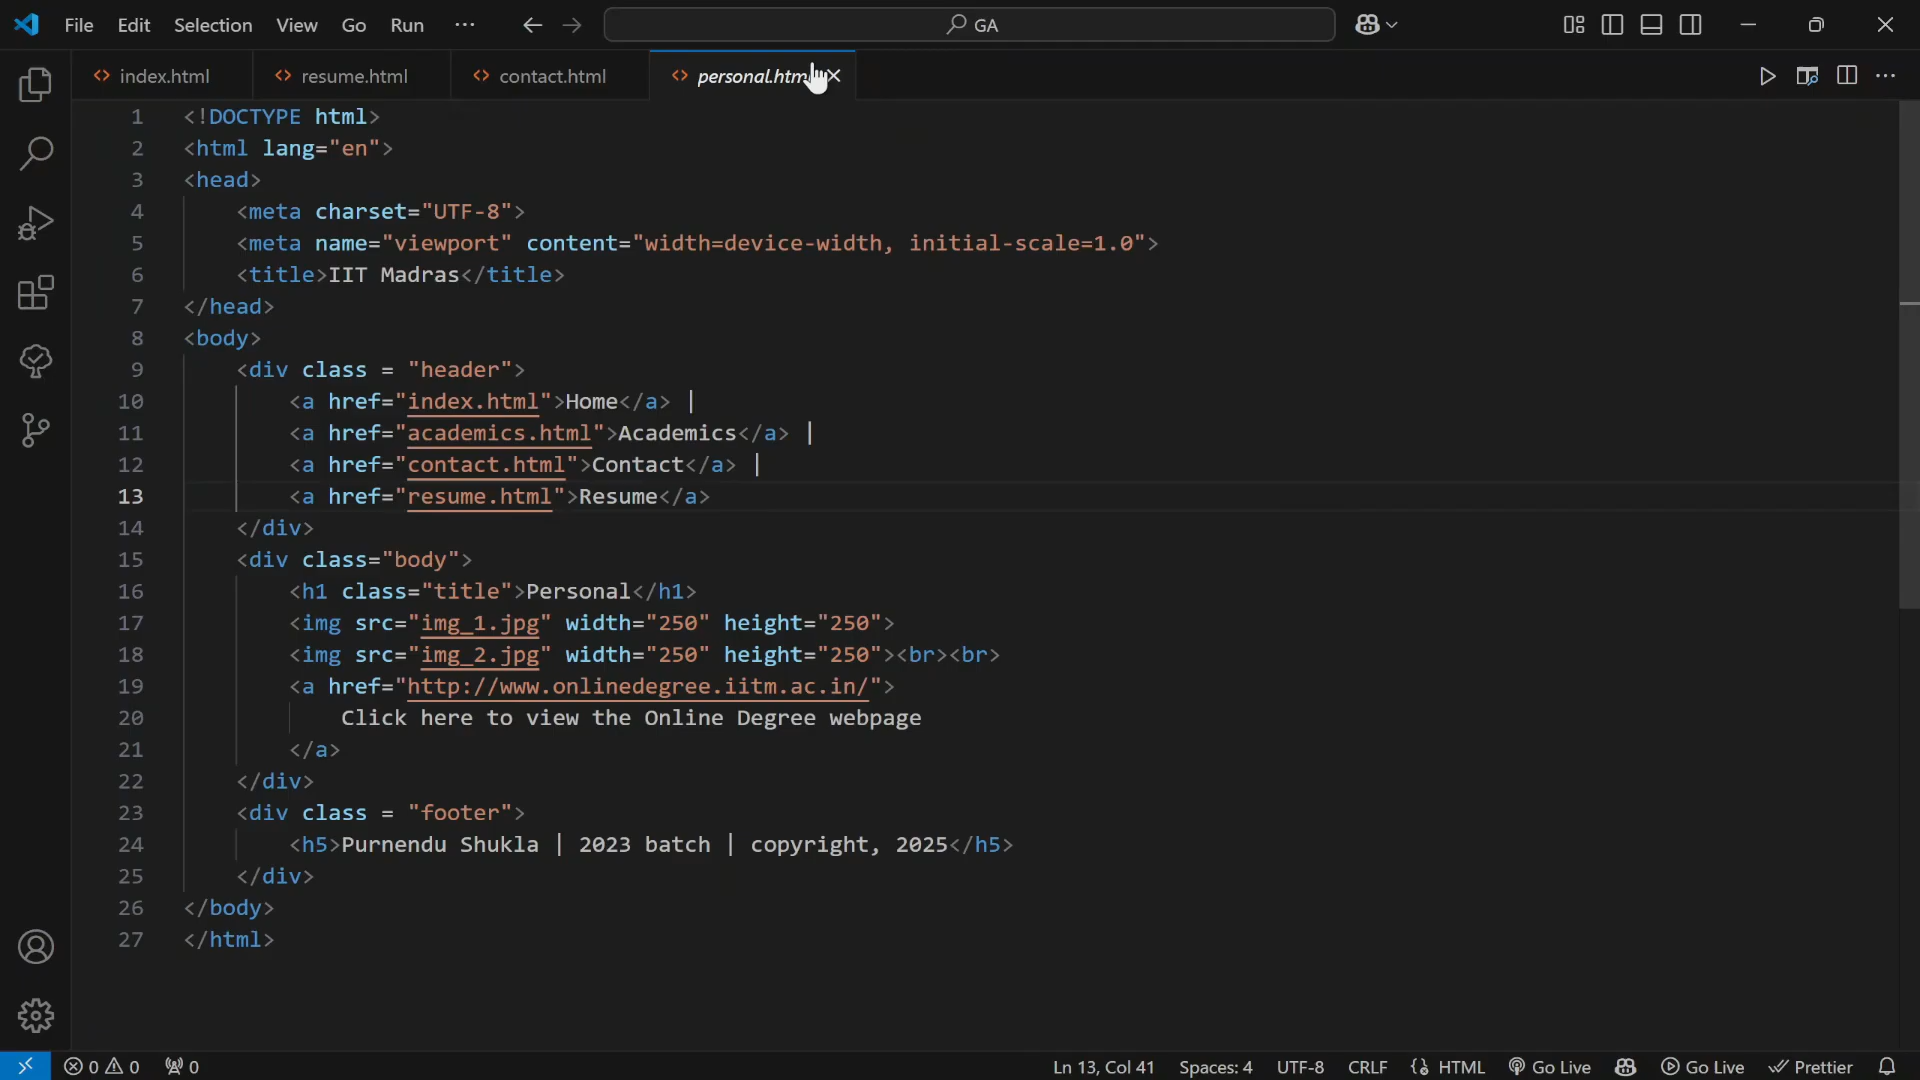 File Edit Selection View Go Run ··· GA
index.html resume.html contact.html personal.htm
1 <!DOCTYPE html>
2 <html lang="en">
3 <head>
4 <meta charset="UTF-8">
5 <meta name="viewport" content="width=device-width, initial-scale=1.0">
6 <title>IIT Madras</title>
7 </head>
8 <body>
9 <div class = "header">
10 <a href="index.html">Home</a> |
11 <a href="academics.html">Academics</a> |
12 <a href="contact.html">Contact</a> |
13 <a href="resume.html">Resume</a>
14 </div>
15 <div class="body">
16 <h1 class="title">Personal</h1>
17 <img src="img_1.jpg" width="250" height="250">
18 <img src="img_2.jpg" width="250" height="250"><br><br>
19 <a href="http://www.onlinedegree.iitm.ac.in/">
20 Click here to view the Online Degree webpage
21 </a>
22 </div>
23 <div class = "footer">
24 <h5>Purnendu Shukla | 2023 batch | copyright, 2025</h5>
25 </div>
26 </body>
27 </html>
0 0 0 Ln 13, Col 41 Spaces: 4 UTF-8 CRLF HTML Go Live Go Live Prettier